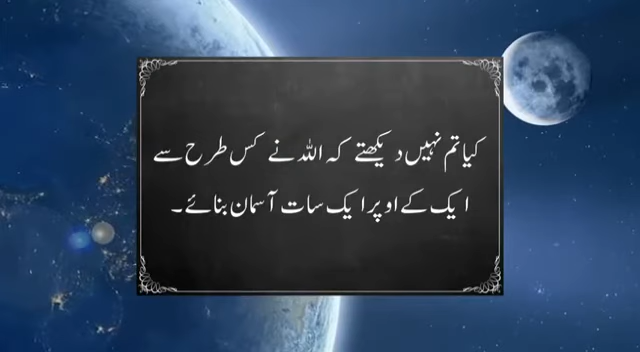 کیا تم نہیں دیکھتے کہ اللہ نے کس طرح سے
ایک کے اوپر ایک سات آسمان بنائے۔